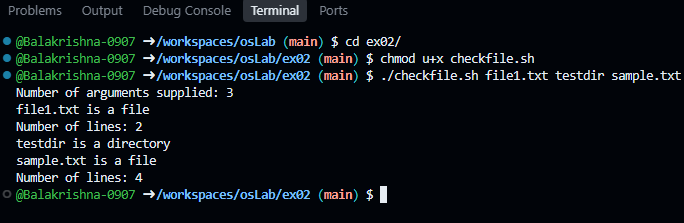 Problems Output Debug Console Terminal Ports
@Balakrishna-0907 ➜/workspaces/osLab (main) $ cd ex02/
@Balakrishna-0907 ➜/workspaces/osLab/ex02 (main) $ chmod u+x checkfile.sh
@Balakrishna-0907 ➜/workspaces/osLab/ex02 (main) $ ./checkfile.sh file1.txt testdir sample.txt
Number of arguments supplied: 3
file1.txt is a file
Number of lines: 2
testdir is a directory
sample.txt is a file
Number of lines: 4
@Balakrishna-0907 ➜/workspaces/osLab/ex02 (main) $